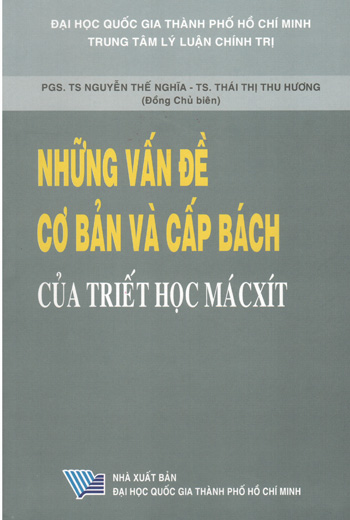 ĐẠI HỌC QUỐC GIA THÀNH PHỐ HỒ CHÍ MINH
TRUNG TÂM LÝ LUẬN CHÍNH TRỊ
PGS. TS NGUYỄN THẾ NGHĨA - TS. THÁI THỊ THU HƯƠNG
(Đồng Chủ biên)
NHỮNG VẤN ĐỀ
CƠ BẢN VÀ CẤP BÁCH
CỦA TRIẾT HỌC MÁCXÍT
NHÀ XUẤT BẢN
ĐẠI HỌC QUỐC GIA THÀNH PHỐ HỒ CHÍ MINH